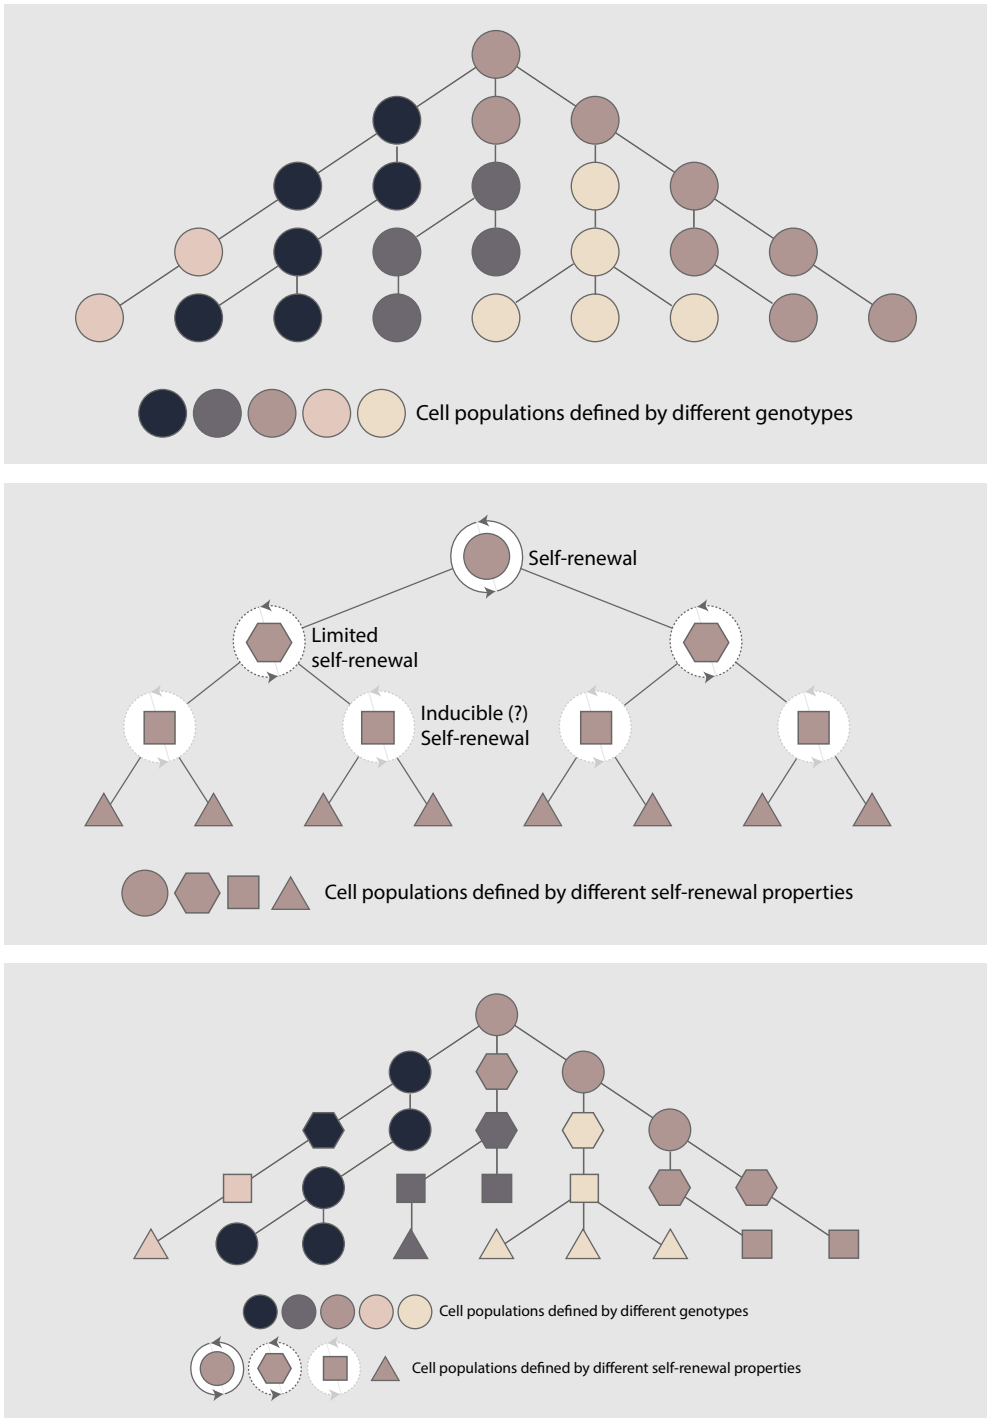 Cell populations defined by different genotypes
Self-renewal
Limited
self-renewal
Inducible (?)
Self-renewal
Cell populations defined by different self-renewal properties
Cell populations defined by different genotypes
Cell populations defined by different self-renewal properties